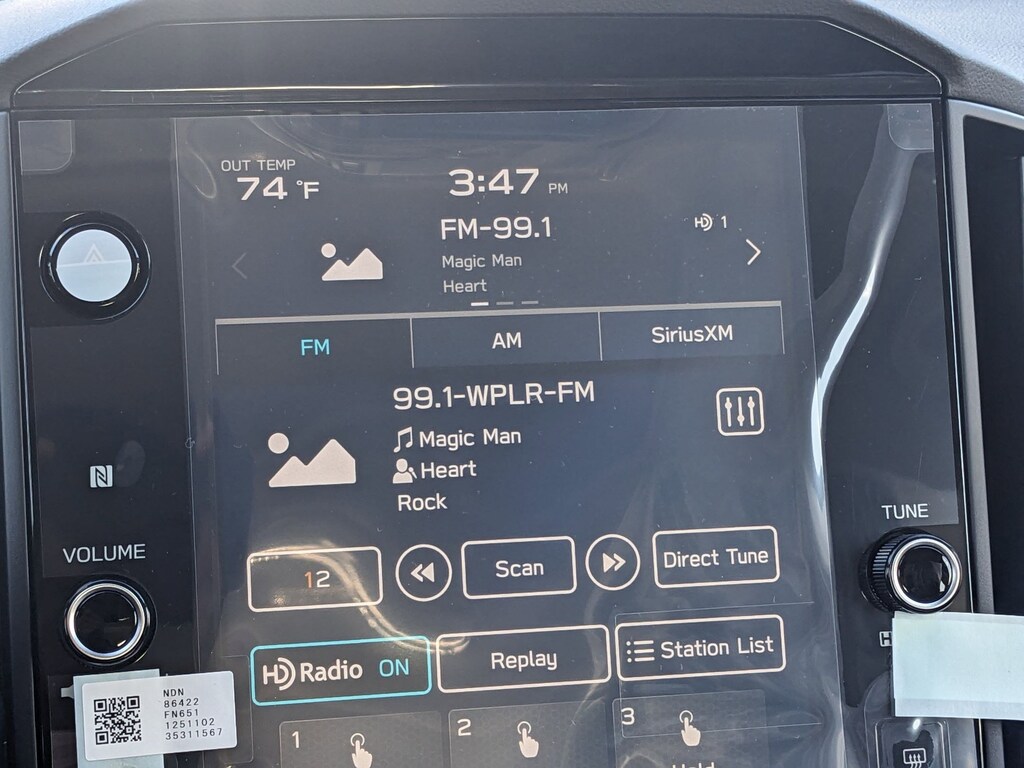 OUT TEMP
74 °F
3:47 PM
FM-99.1
HD 1
Magic Man
Heart
FM
AM
SiriusXM
99.1-WPLR-FM
Magic Man
Heart
Rock
VOLUME
TUNE
12
Scan
Direct Tune
HD Radio ON
Replay
Station List
1
2
3
NDN
86422
FN651
1251102
35311567